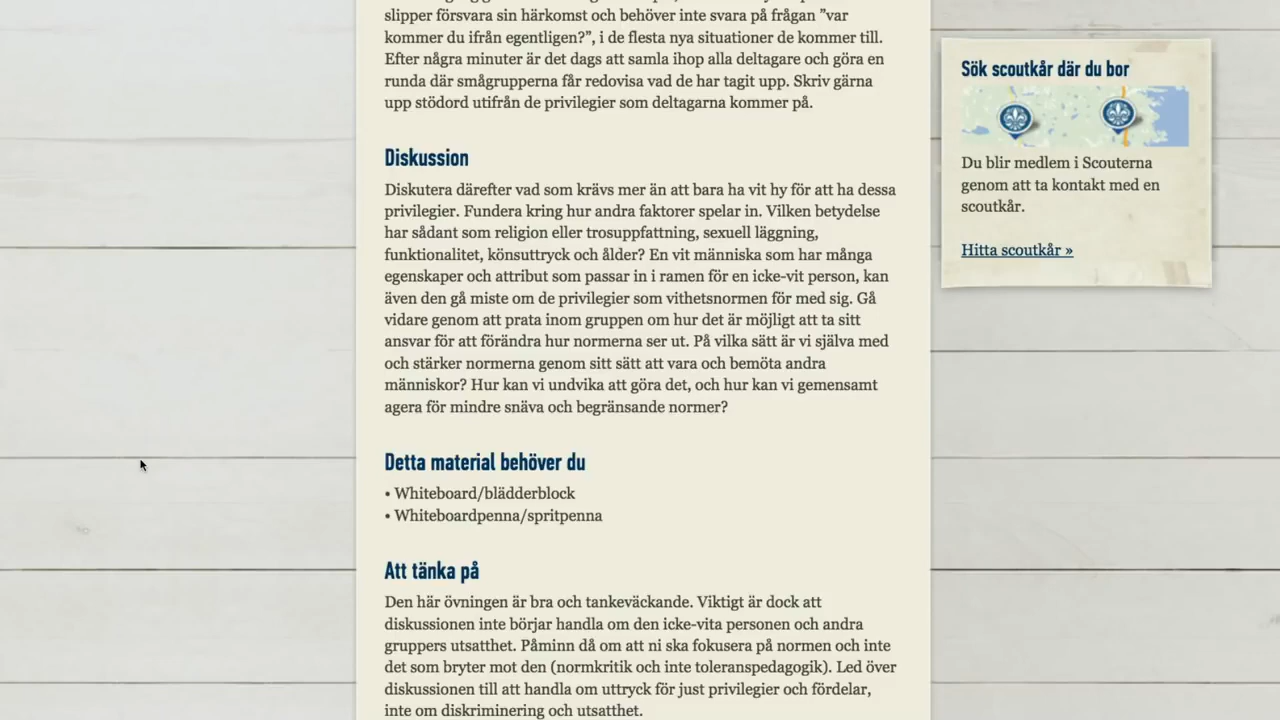 slipper försvara sin härkomst och behöver inte svara på frågan ”var
kommer du ifrån egentligen?”, i de flesta nya situationer de kommer till.
Efter några minuter är det dags att samla ihop alla deltagare och göra en
runda där smågrupperna får redovisa vad de har tagit upp. Skriv gärna
upp stödord utifrån de privilegier som deltagarna kommer på.
Diskussion
Diskutera därefter vad som krävs mer än att bara ha vit hy för att ha dessa
privilegier. Fundera kring hur andra faktorer spelar in. Vilken betydelse
har sådant som religion eller trosuppfattning, sexuell läggning,
funktionalitet, könsuttryck och ålder? En vit människa som har många
egenskaper och attribut som passar in i ramen för en icke-vit person, kan
även den gå miste om de privilegier som vithetsnormen för med sig. Gå
vidare genom att prata inom gruppen om hur det är möjligt att ta sitt
ansvar för att förändra hur normerna ser ut. På vilka sätt är vi själva med
och stärker normerna genom sitt sätt att vara och bemöta andra
människor? Hur kan vi undvika att göra det, och hur kan vi gemensamt
agera för mindre snäva och begränsande normer?
Detta material behöver du
• Whiteboard/blädderblock
• Whiteboardpenna/spritpenna
Att tänka på
Den här övningen är bra och tankeväckande. Viktigt är dock att
diskussionen inte börjar handla om den icke-vita personen och andra
gruppers utsatthet. Påminn då om att ni ska fokusera på normen och inte
det som bryter mot den (normkritik och inte toleranspedagogik). Led över
diskussionen till att handla om uttryck för just privilegier och fördelar,
inte om diskriminering och utsatthet.
Sök scoutkår där du bor
Du blir medlem i Scouterna
genom att ta kontakt med en
scoutkår.
Hitta scoutkår »